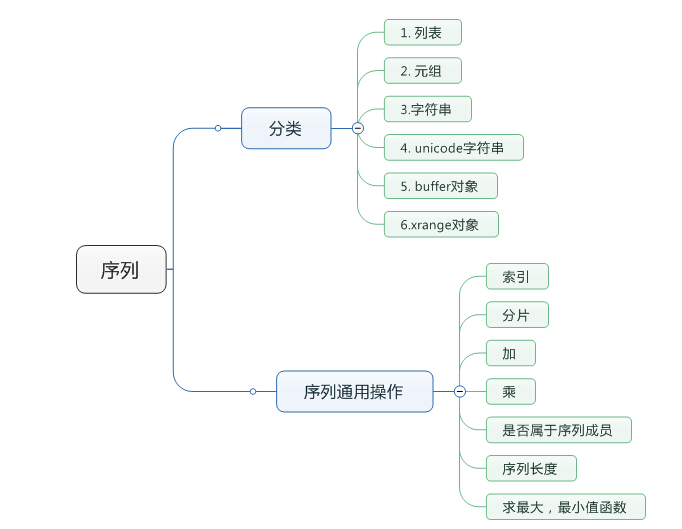 序列
分类
1. 列表
2. 元组
3.字符串
4. unicode字符串
5. buffer对象
6.xrange对象
序列通用操作
索引
分片
加
乘
是否属于序列成员
序列长度
求最大，最小值函数